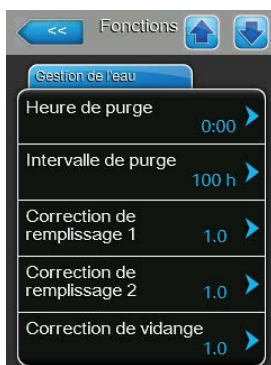 << Fonctions
Gestion de l'eau
Heure de purge
0:00
Intervalle de purge
100 h
Correction de
remplissage 1
1.0
Correction de
remplissage 2
1.0
Correction de vidange
1.0